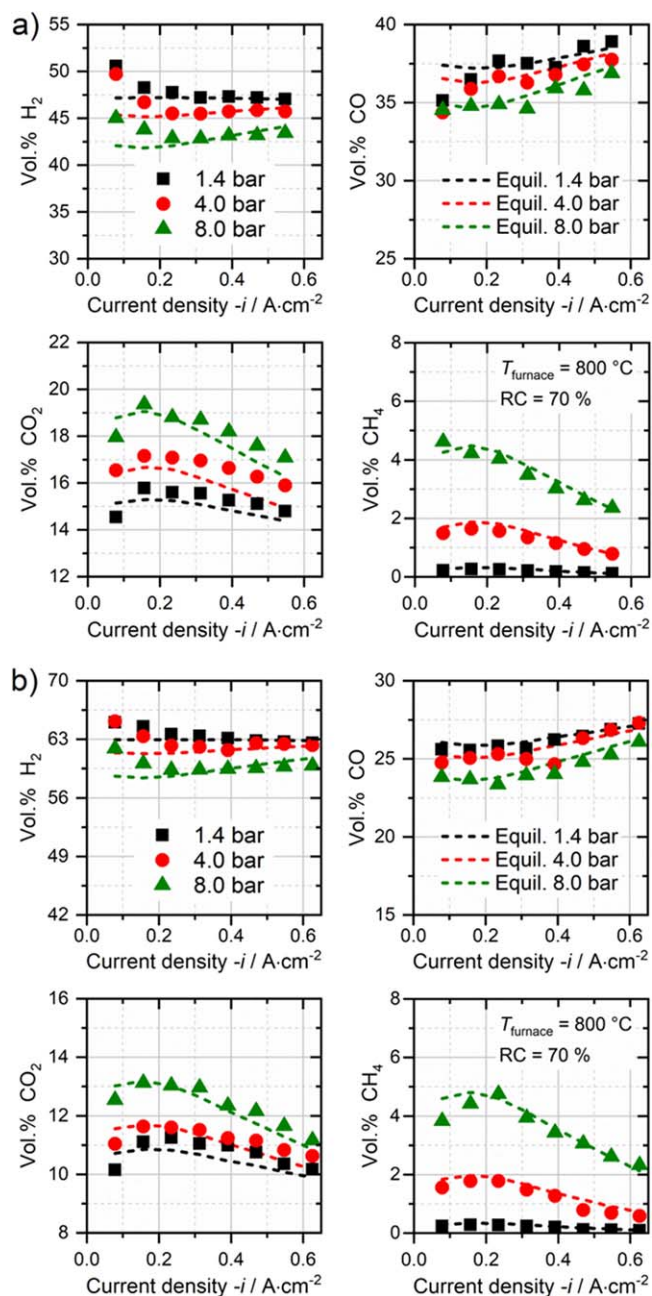 a)
Vol.% H2
55
50
45
40
35
30
1.4 bar
4.0 bar
8.0 bar
0.0 0.2 0.4 0.6
Current density -i / A·cm-2
Vol.% CO
40
35
30
25
Equil. 1.4 bar
Equil. 4.0 bar
Equil. 8.0 bar
0.0 0.2 0.4 0.6
Current density -i / A·cm-2
Vol.% CO2
22
20
18
16
14
12
0.0 0.2 0.4 0.6
Current density -i / A·cm-2
Vol.% CH4
8
6
4
2
0
Tfurnace = 800 °C
RC = 70 %
0.0 0.2 0.4 0.6
Current density -i / A·cm-2
b)
Vol.% H2
70
63
56
49
42
1.4 bar
4.0 bar
8.0 bar
0.0 0.2 0.4 0.6
Current density -i / A·cm-2
Vol.% CO
30
25
20
15
Equil. 1.4 bar
Equil. 4.0 bar
Equil. 8.0 bar
0.0 0.2 0.4 0.6
Current density -i / A·cm-2
Vol.% CO2
16
14
12
10
8
0.0 0.2 0.4 0.6
Current density -i / A·cm-2
Vol.% CH4
8
6
4
2
0
Tfurnace = 800 °C
RC = 70 %
0.0 0.2 0.4 0.6
Current density -i / A·cm-2